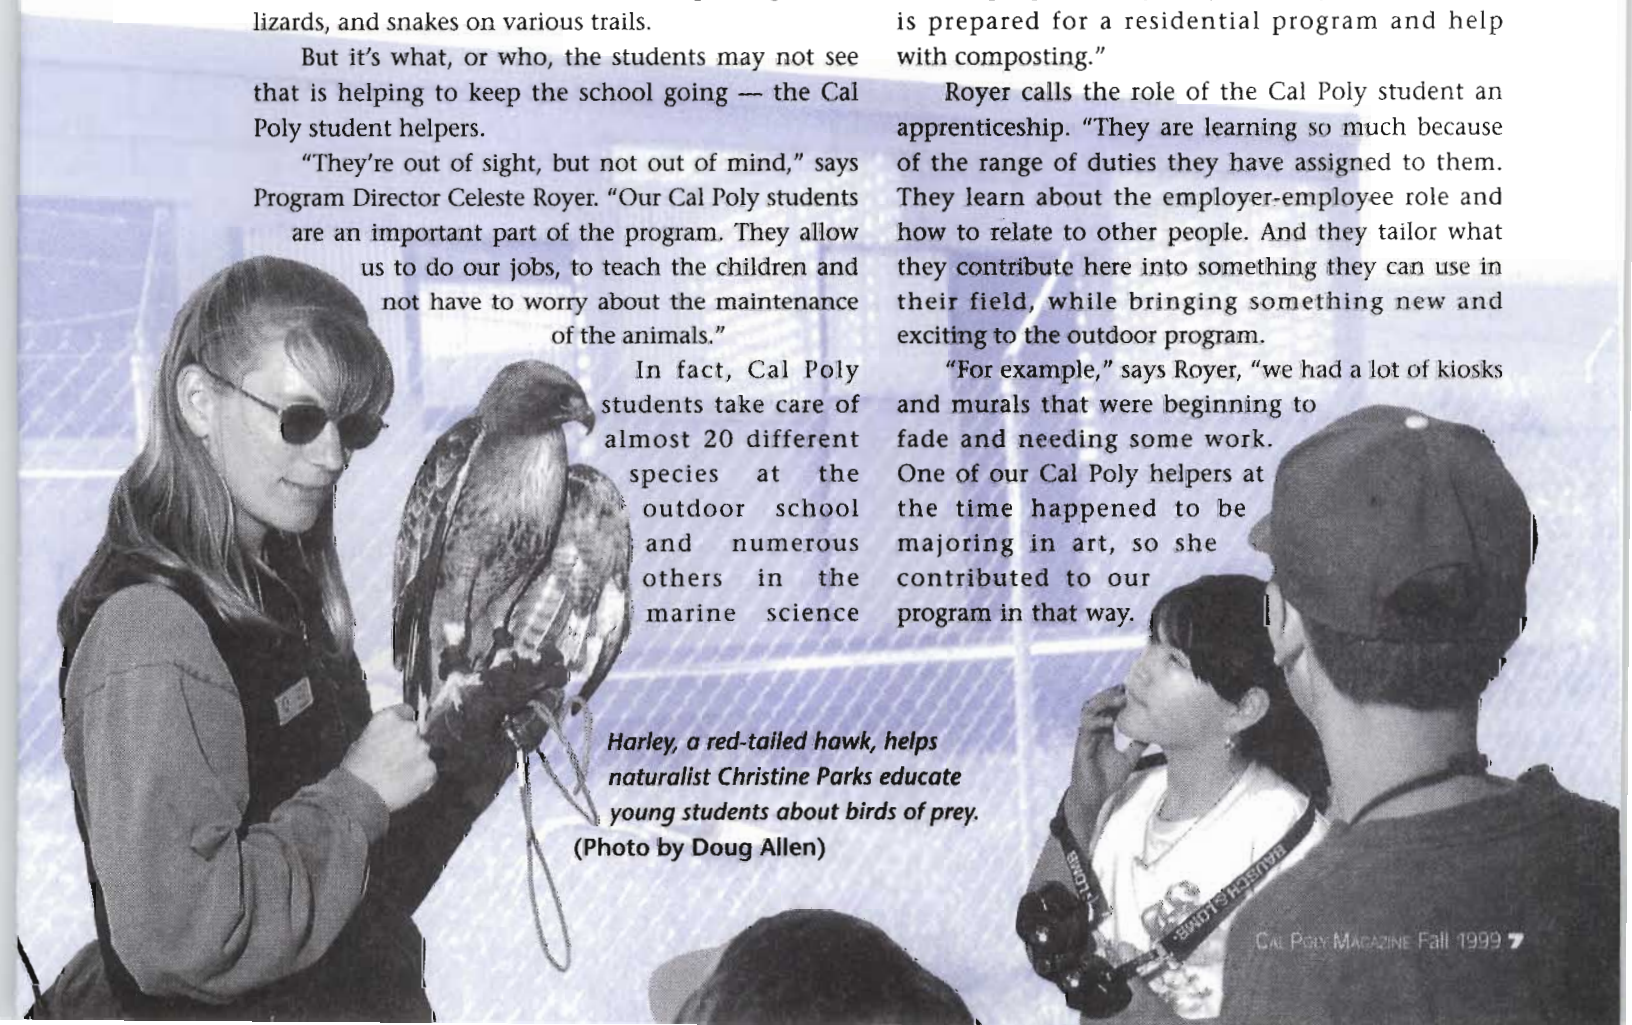 lizards, and snakes on various trails.
But it's what, or who, the students may not see
that is helping to keep the school going — the Cal
Poly student helpers.
"They're out of sight, but not out of mind," says
Program Director Celeste Royer. "Our Cal Poly students
are an important part of the program. They allow
us to do our jobs, to teach the children and
not have to worry about the maintenance
of the animals."
In fact, Cal Poly
students take care of
almost 20 different
species at the
outdoor school
and numerous
others in the
marine science
is prepared for a residential program and help
with composting."
Royer calls the role of the Cal Poly student an
apprenticeship. "They are learning so much because
of the range of duties they have assigned to them.
They learn about the employer-employee role and
how to relate to other people. And they tailor what
they contribute here into something they can use in
their field, while bringing something new and
exciting to the outdoor program.
"For example," says Royer, "we had a lot of kiosks
and murals that were beginning to
fade and needing some work.
One of our Cal Poly helpers at
the time happened to be
majoring in art, so she
contributed to our
program in that way.
Harley, a red-tailed hawk, helps
naturalist Christine Parks educate
young students about birds of prey.
(Photo by Doug Allen)
& LOMB
BAUSCH & LOMB
CAL POLY MAGAZINE Fall 1999 7